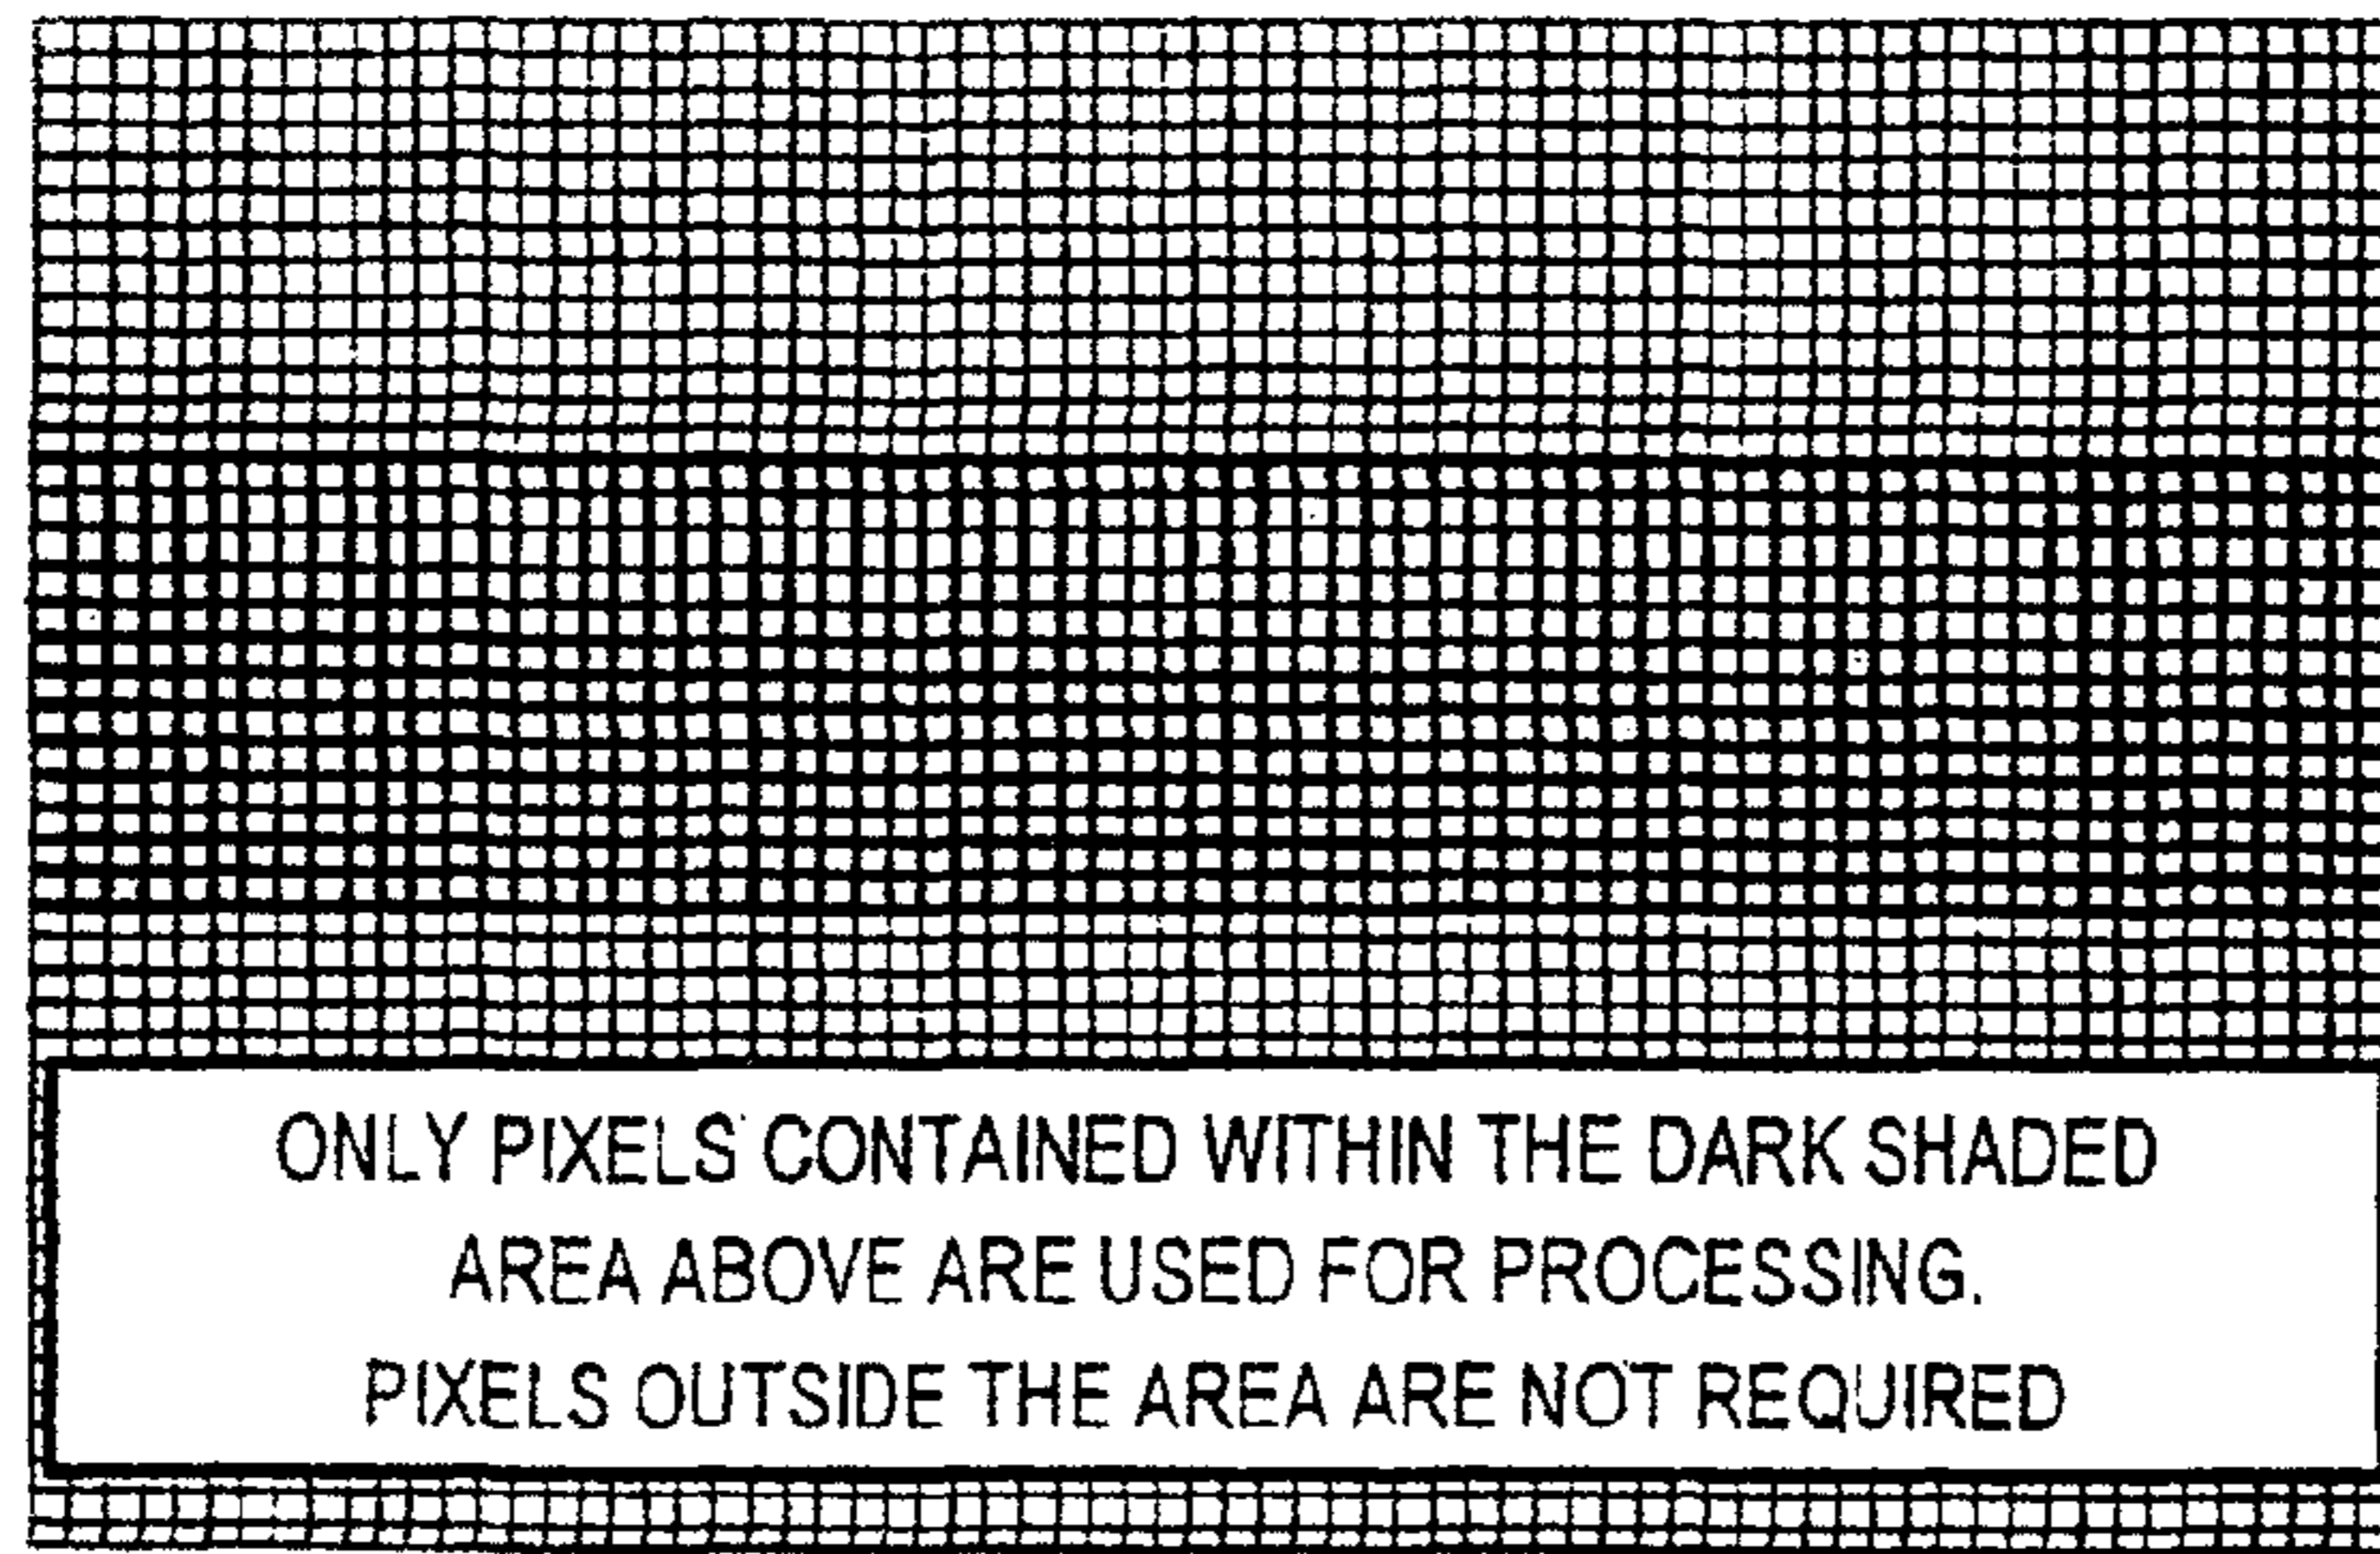 ONLY PIXELS CONTAINED WITHIN THE DARK SHADED
AREA ABOVE ARE USED FOR PROCESSING.
PIXELS OUTSIDE THE AREA ARE NOT REQUIRED